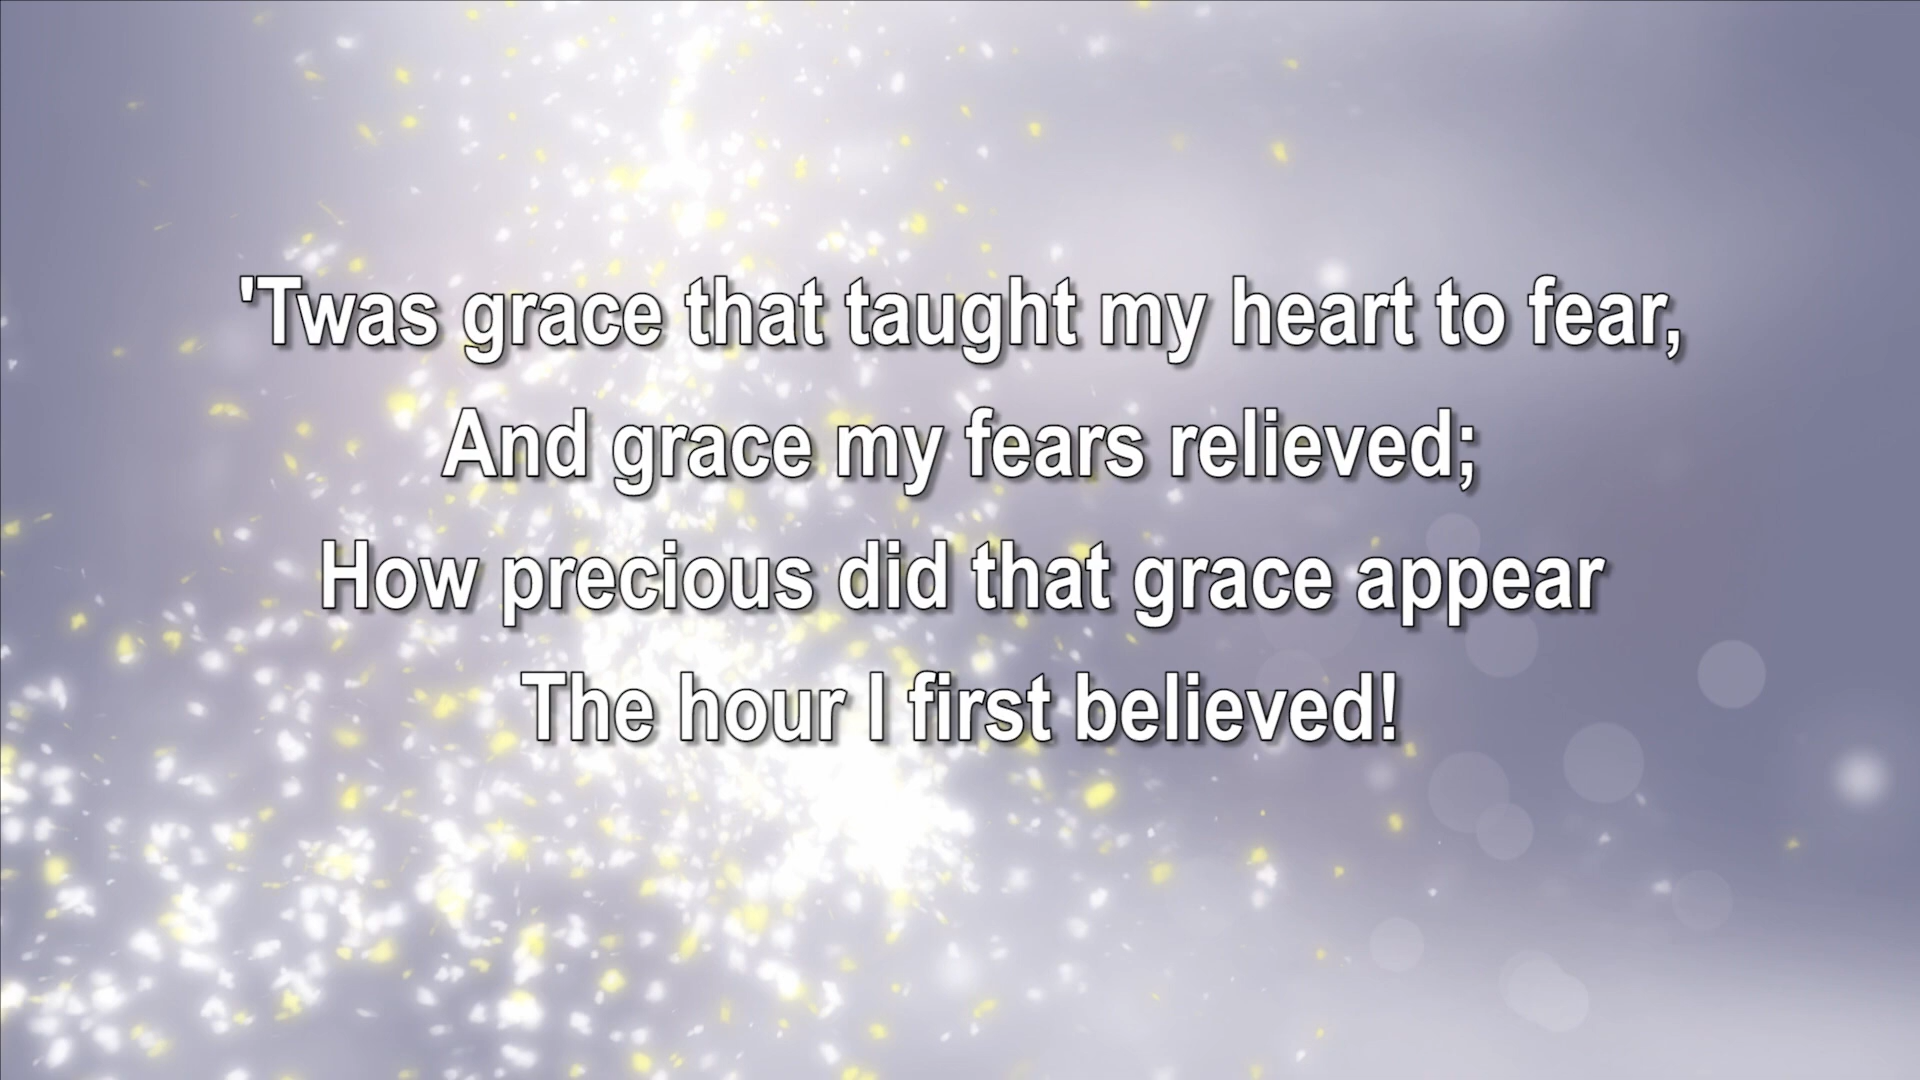 'Twas grace that taught my heart to fear,
And grace my fears relieved;
How precious did that grace appear
The hour I first believed!